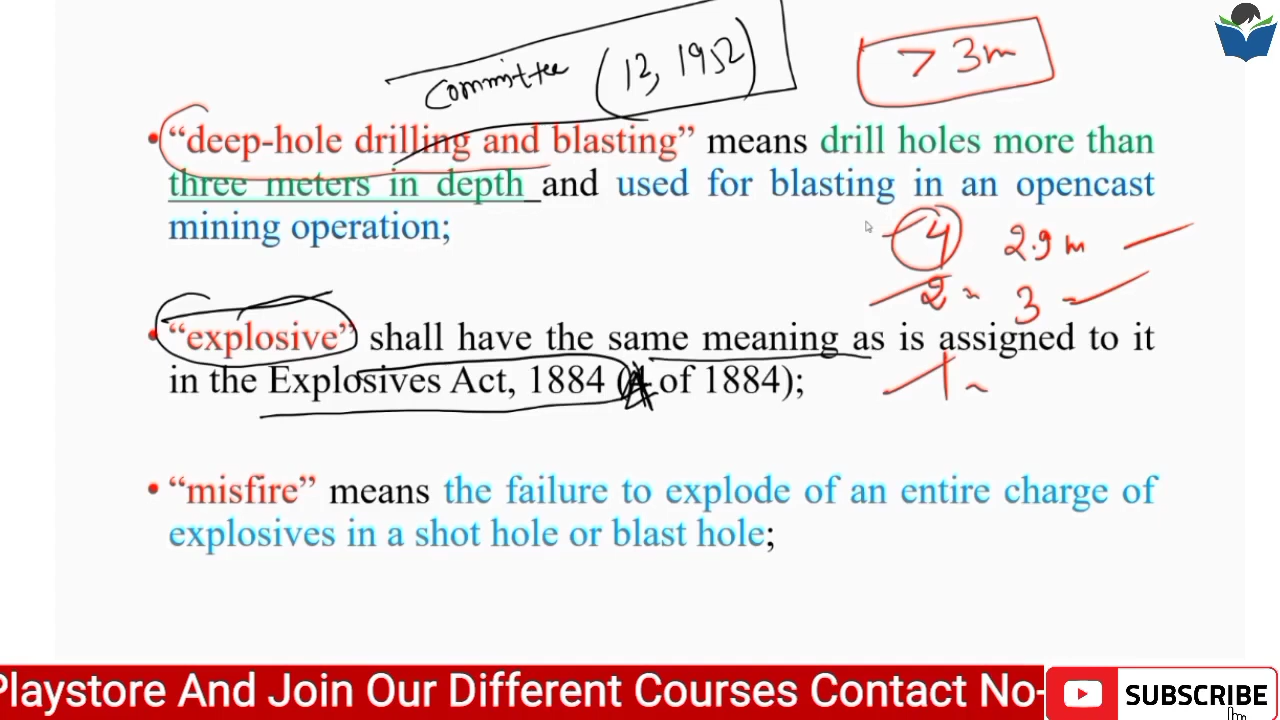 committee (12, 1952)
> 3m
• “deep-hole drilling and blasting” means drill holes more than
three meters in depth and used for blasting in an opencast
mining operation;
4 2.9 m
2 3
• “explosive” shall have the same meaning as is assigned to it
in the Explosives Act, 1884 (4 of 1884);
• “misfire” means the failure to explode of an entire charge of
explosives in a shot hole or blast hole;
Playstore And Join Our Different Courses Contact No-
SUBSCRIBE